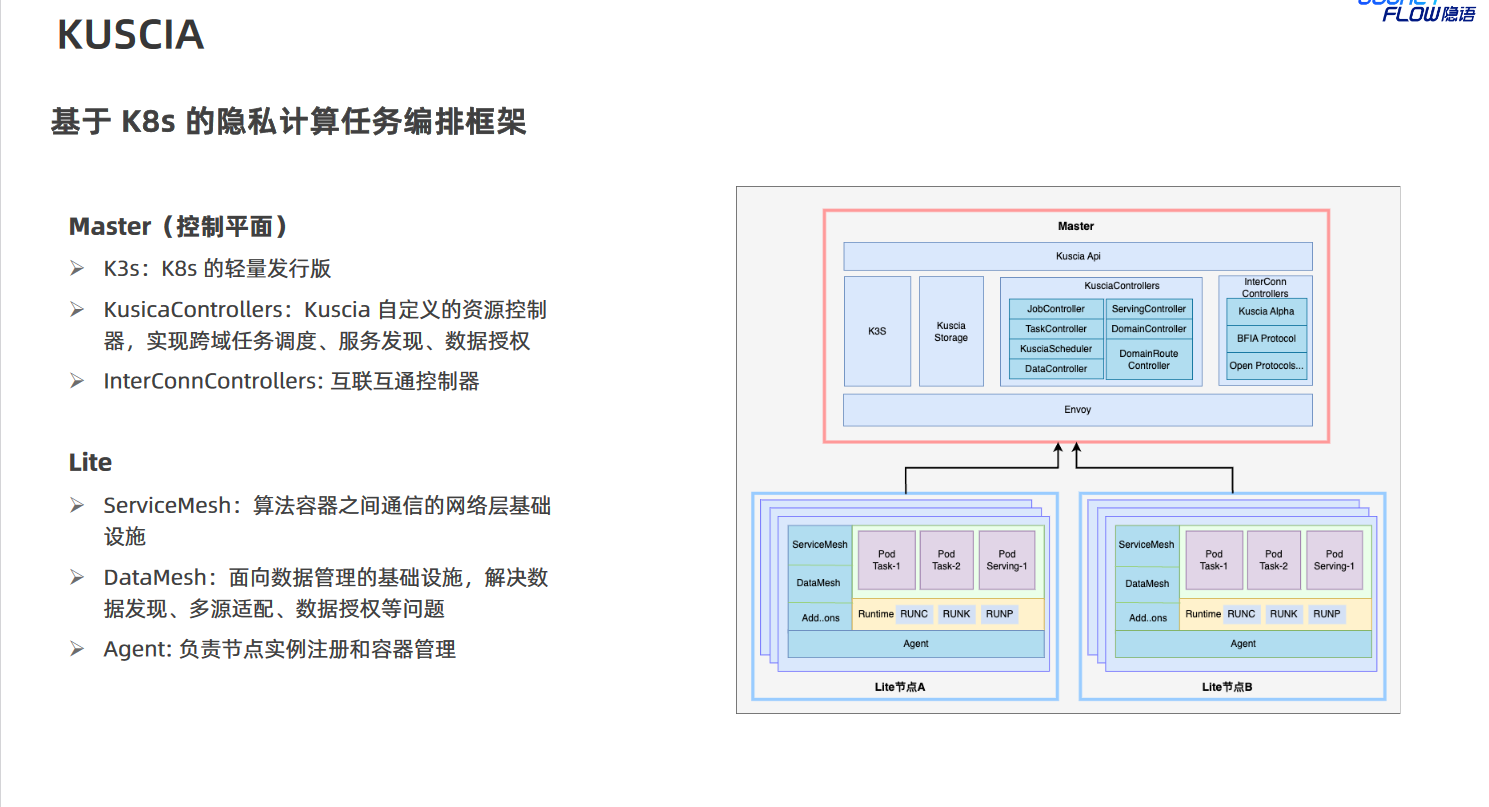 FLOW隐语
KUSCIA
基于 K8s 的隐私计算任务编排框架
Master（控制平面）
K3s：K8s 的轻量发行版
KusicaControllers：Kuscia 自定义的资源控制
器，实现跨域任务调度、服务发现、数据授权
InterConnControllers: 互联互通控制器
Lite
ServiceMesh：算法容器之间通信的网络层基础
设施
DataMesh：面向数据管理的基础设施，解决数
据发现、多源适配、数据授权等问题
Agent: 负责节点实例注册和容器管理
Master
Kuscia Api
K3S
Kuscia
Storage
KusciaControllers
JobController
ServingController
TaskController
DomainController
KusciaScheduler
DataController
DomainRoute
Controller
InterConn
Controllers
Kuscia Alpha
BFIA Protocol
Open Protocols...
Envoy
ServiceMesh
DataMesh
Add..ons
Pod
Task-1
Pod
Task-2
Pod
Serving-1
Runtime
RUNC
RUNK
RUNP
Agent
Lite节点A
ServiceMesh
DataMesh
Add..ons
Pod
Task-1
Pod
Task-2
Pod
Serving-1
Runtime
RUNC
RUNK
RUNP
Agent
Lite节点B